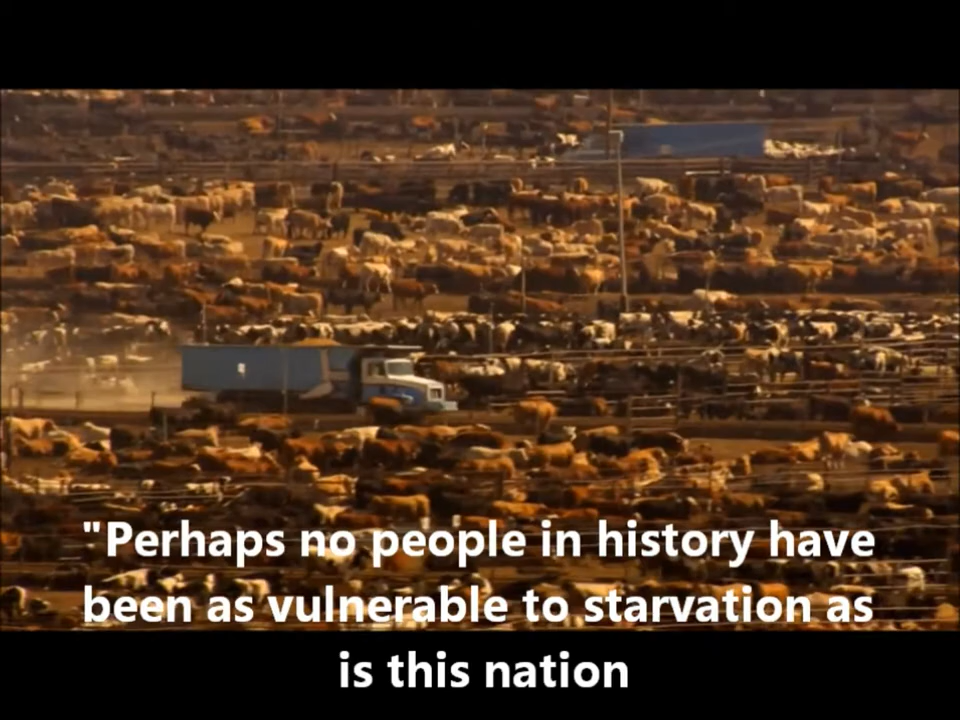 "Perhaps no people in history have
been as vulnerable to starvation as
is this nation